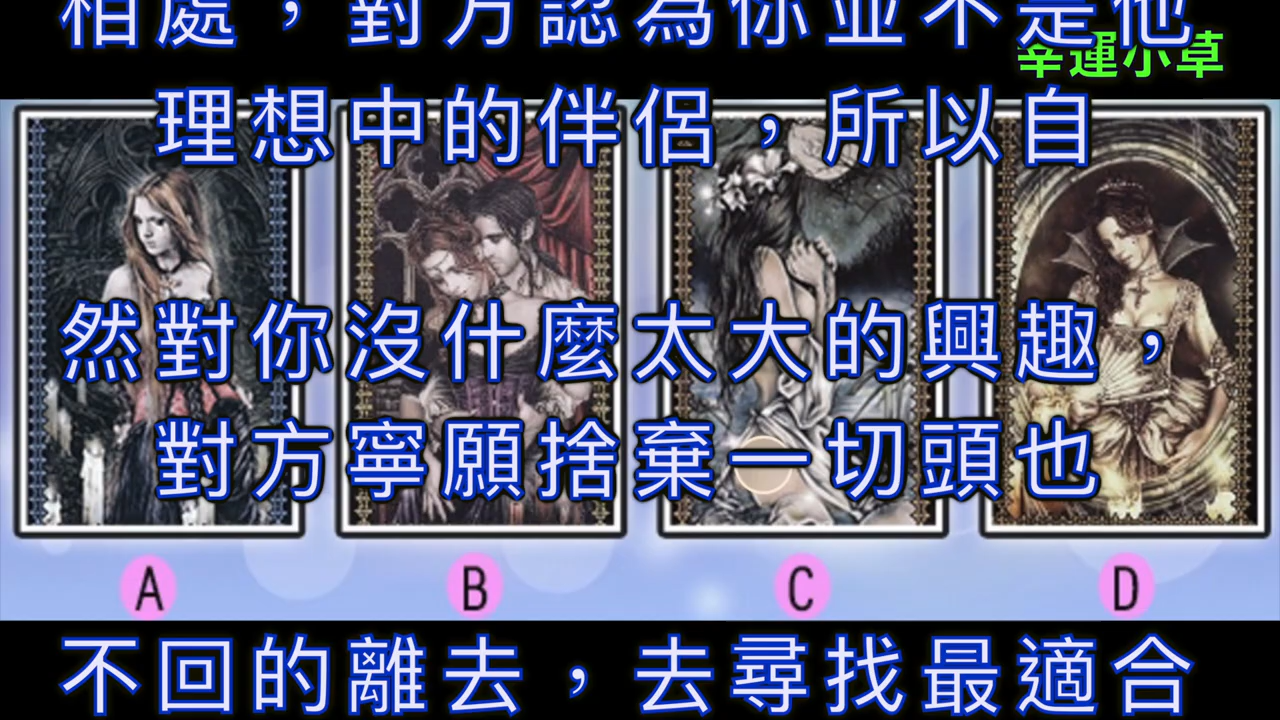 相處，對方認為你並不是他
幸運小草
理想中的伴侶，所以自
然對你沒什麼太大的興趣，
對方寧願捨棄一切頭也
A
B
C
D
不回的離去，去尋找最適合